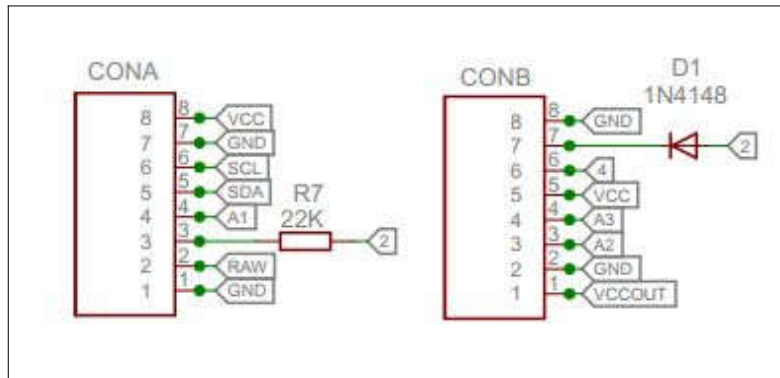 CONA
8 8 VCC
7 7 GND
6 6 SCL
5 5 SDA
4 4 A1
R7
22K
3 3 2
2 2 RAW
1 1 GND
CONB
D1
1N4148
8 8 GND
7 7 2
6 6 4
5 5 VCC
4 4 A3
3 3 A2
2 2 GND
1 1 VCCOUT